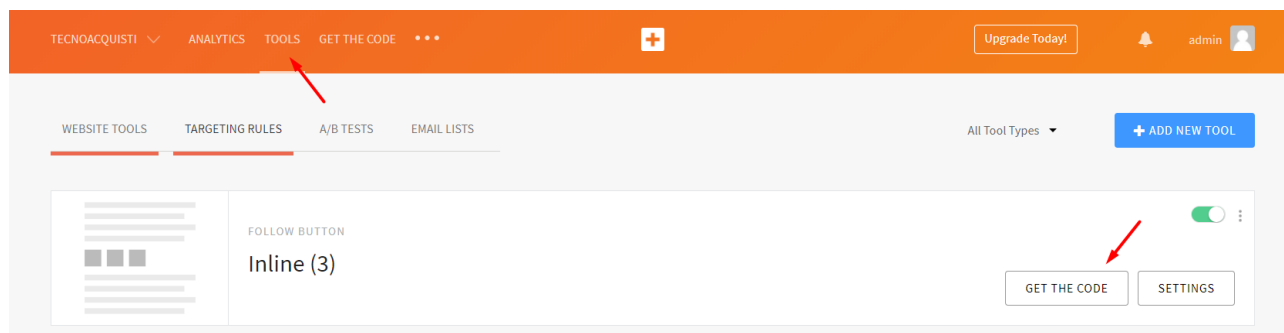 TECNOACQUISTI ANALYTICS TOOLS GET THE CODE Upgrade Today! admin
WEBSITE TOOLS TARGETING RULES A/B TESTS EMAIL LISTS All Tool Types + ADD NEW TOOL
FOLLOW BUTTON
Inline (3)
GET THE CODE SETTINGS